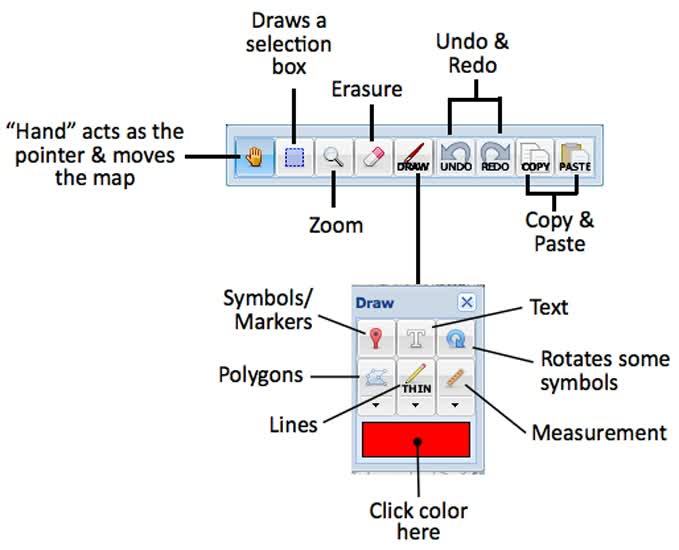 Draws a
selection
box
Undo &
Redo
Erasure
“Hand” acts as the
pointer & moves
the map
DRAW UNDO REDO COPY PASTE
Zoom
Copy &
Paste
Draw
Symbols/
Markers
Text
T
Rotates some
symbols
Polygons
THIN
Lines
Measurement
Click color
here